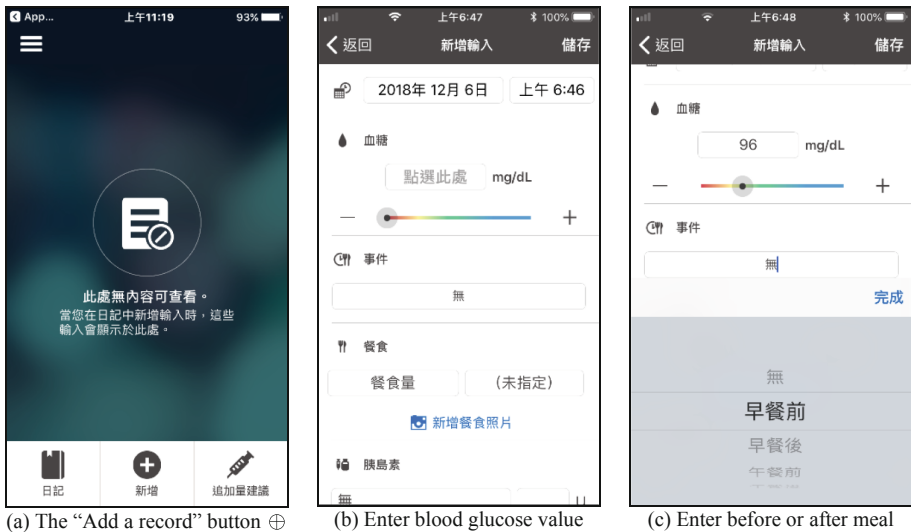 App... 上午11:19 93%
此處無內容可查看。
當您在日記中新增輸入時，這些
輸入會顯示於此處。
日記 新增 追加量建議
(a) The “Add a record” button ⊕
上午6:47 100%
返回 新增輸入 儲存
2018年 12月 6日 上午 6:46
血糖
點選此處 mg/dL
— +
事件
無
餐食
餐食量 (未指定)
新增餐食照片
胰島素
無 U
(b) Enter blood glucose value
上午6:48 100%
返回 新增輸入 儲存
血糖
96 mg/dL
— +
事件
無
完成
無
早餐前
早餐後
午餐前
(c) Enter before or after meal